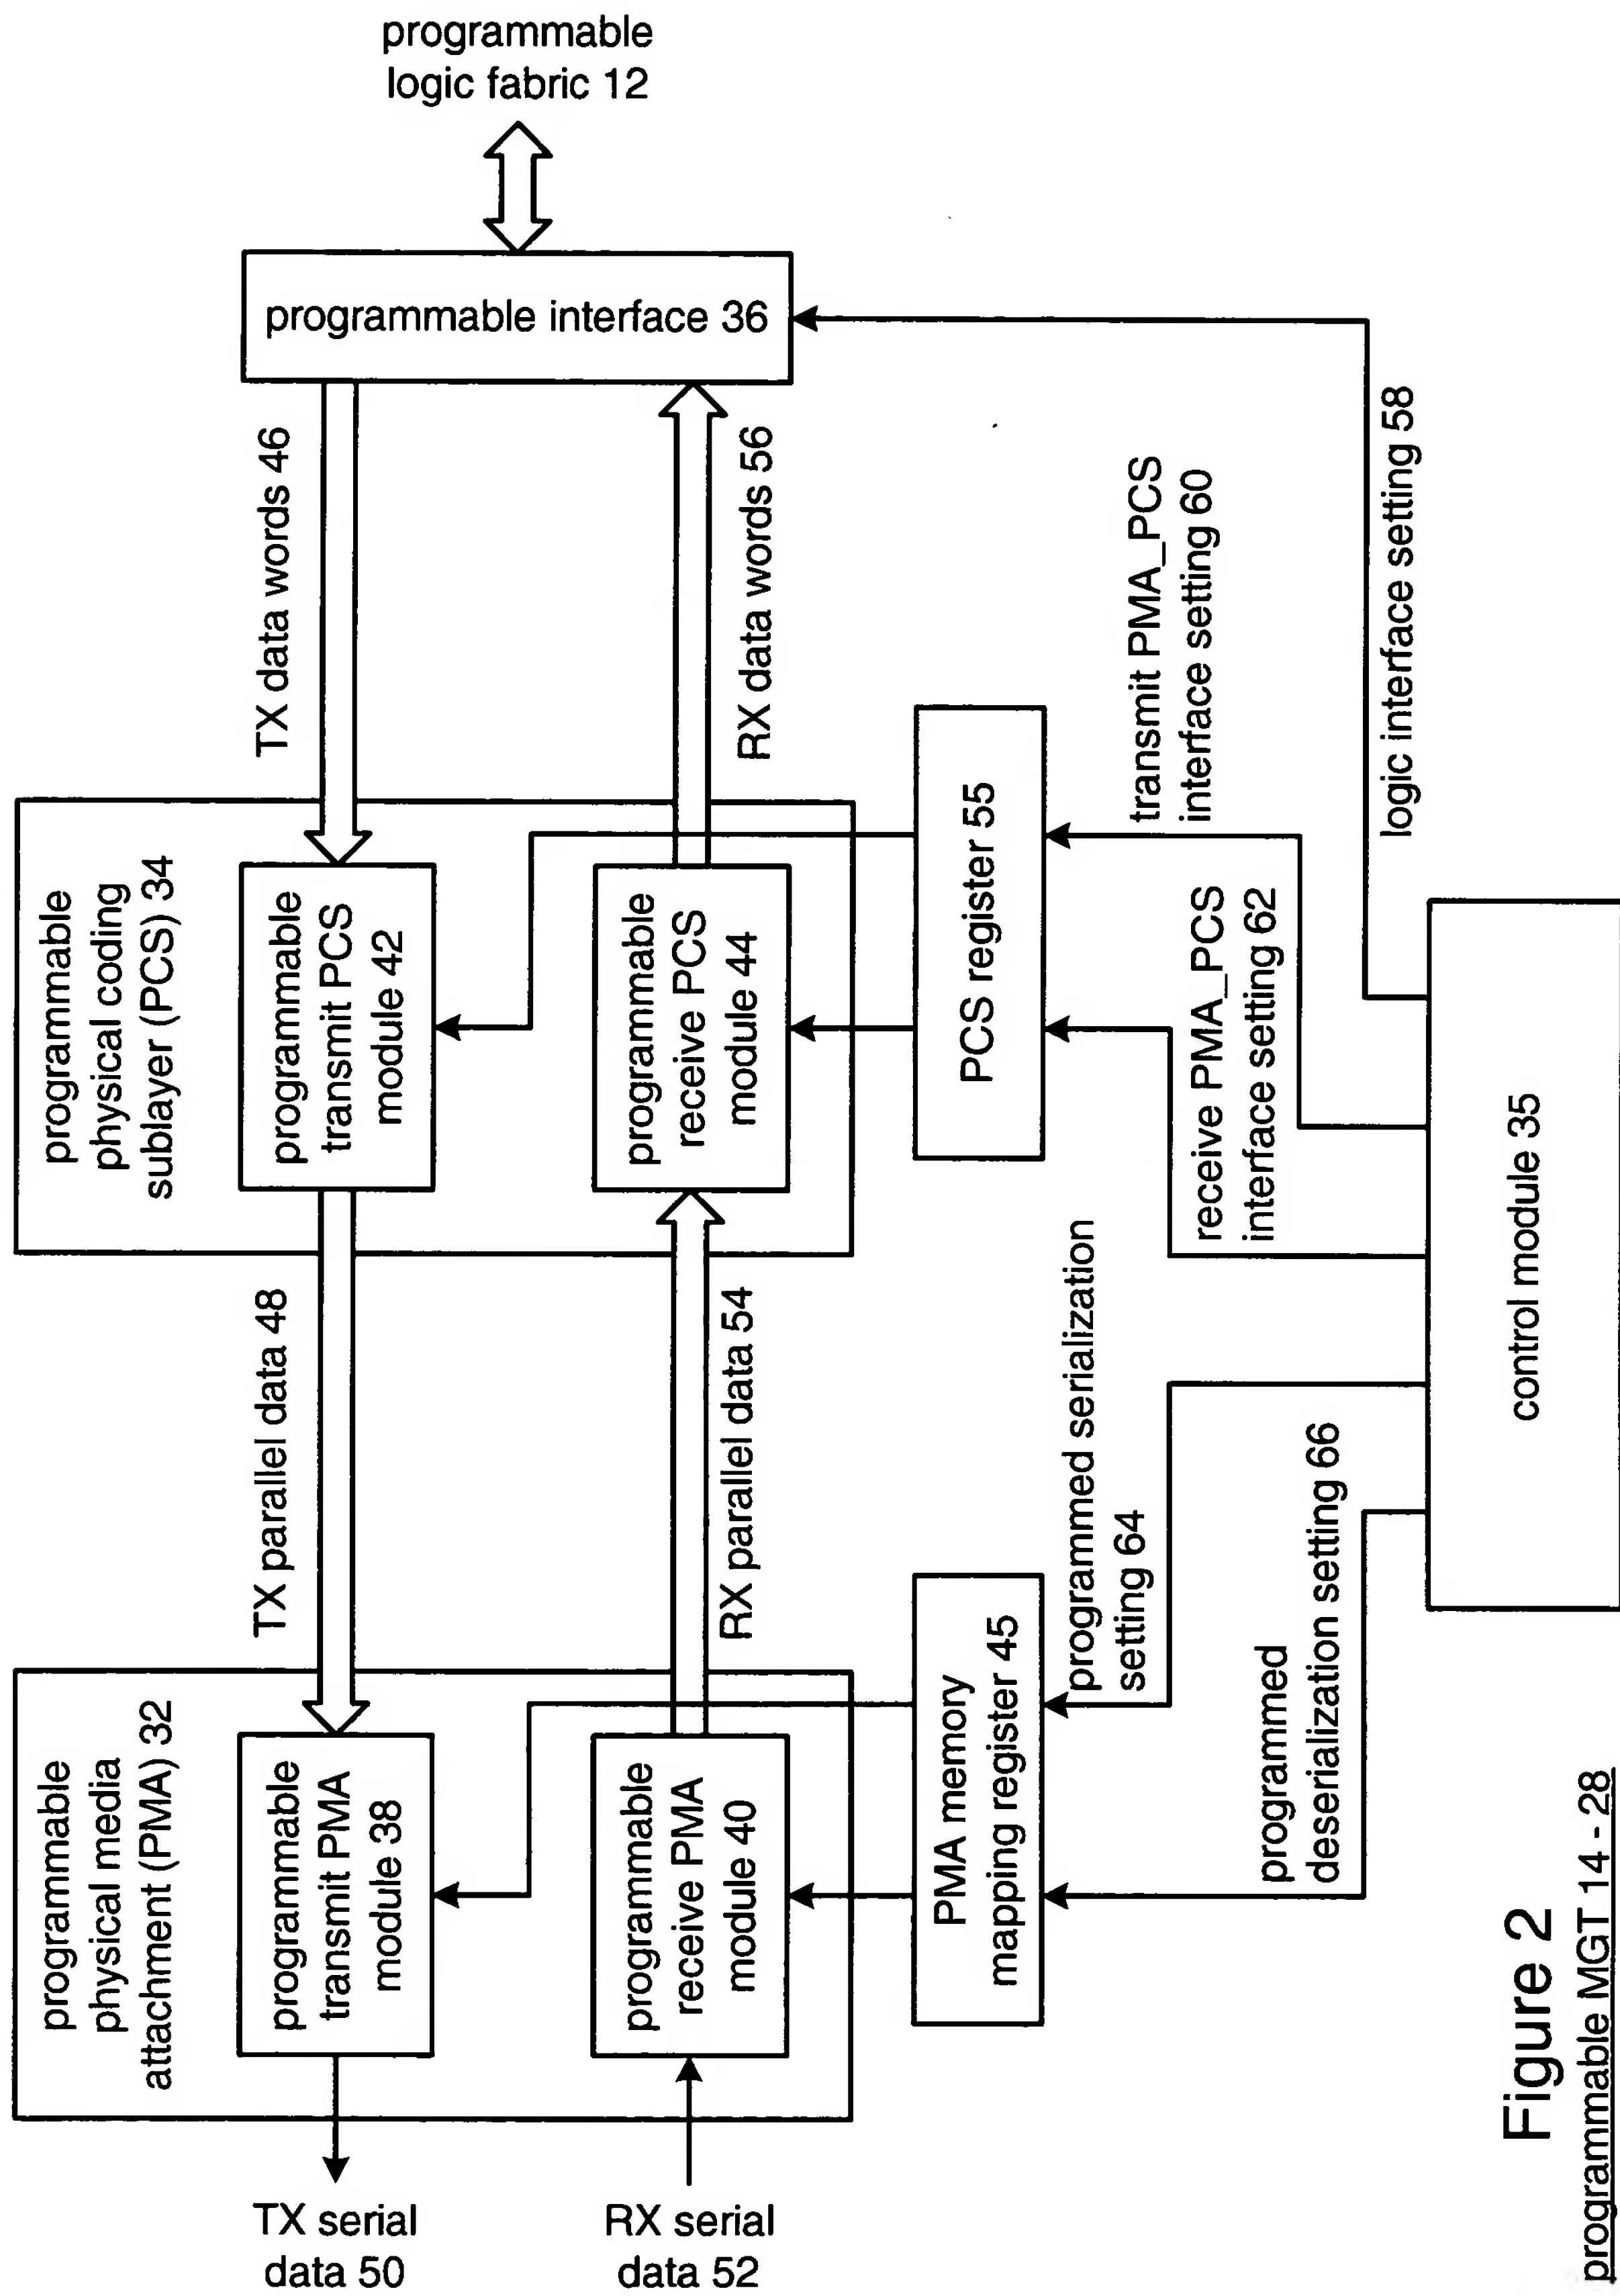 programmable
logic fabric 12
programmable interface 36
TX data words 46
RX data words 56
programmable
physical coding
sublayer (PCS) 34
programmable
transmit PCS
module 42
programmable
receive PCS
module 44
PCS register 55
transmit PMA_PCS
interface setting 60
logic interface setting 58
receive PMA_PCS
interface setting 62
TX parallel data 48
RX parallel data 54
programmable
physical media
attachment (PMA) 32
programmable
transmit PMA
module 38
programmable
receive PMA
module 40
PMA memory
mapping register 45
programmed serialization
setting 64
programmed
deserialization setting 66
control module 35
TX serial
data 50
RX serial
data 52
Figure 2
programmable MGT 14 - 28